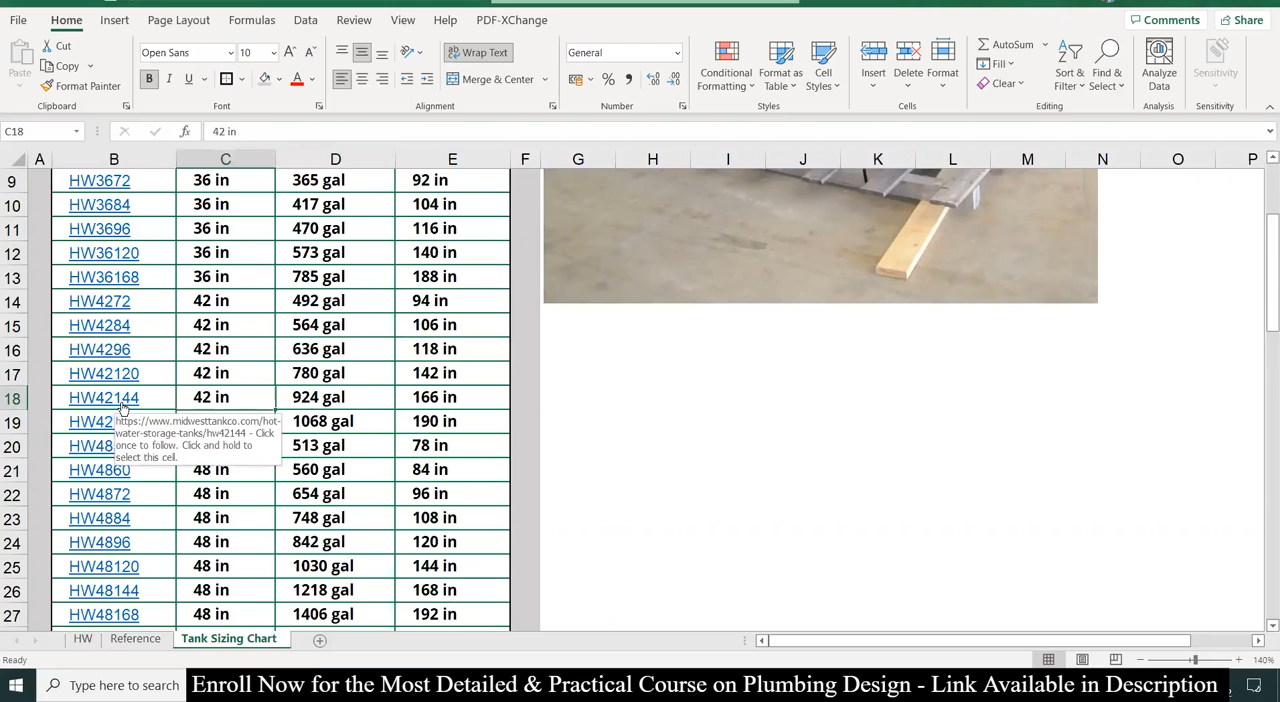 File Home Insert Page Layout Formulas Data Review View Help PDF-XChange Comments Share
Paste Cut Copy Format Painter Clipboard
Open Sans 10 A A B I U A Font
ab Wrap Text Merge & Center Alignment
General % , Number
Conditional Formatting Format as Table Cell Styles Styles
Insert Delete Format Cells
AutoSum Fill Clear Sort & Filter Find & Select Editing
Analyze Data Analysis
Sensitivity Sensitivity
C18 fx 42 in
A B C D E F G H I J K L M N O P
9 HW3672 36 in 365 gal 92 in
10 HW3684 36 in 417 gal 104 in
11 HW3696 36 in 470 gal 116 in
12 HW36120 36 in 573 gal 140 in
13 HW36168 36 in 785 gal 188 in
14 HW4272 42 in 492 gal 94 in
15 HW4284 42 in 564 gal 106 in
16 HW4296 42 in 636 gal 118 in
17 HW42120 42 in 780 gal 142 in
18 HW42144 42 in 924 gal 166 in
19 HW42 1068 gal 190 in
20 HW48 513 gal 78 in
https://www.midwesttankco.com/hot-
water-storage-tanks/hw42144 - Click
once to follow. Click and hold to
select this cell.
21 HW4860 48 in 560 gal 84 in
22 HW4872 48 in 654 gal 96 in
23 HW4884 48 in 748 gal 108 in
24 HW4896 48 in 842 gal 120 in
25 HW48120 48 in 1030 gal 144 in
26 HW48144 48 in 1218 gal 168 in
27 HW48168 48 in 1406 gal 192 in
HW Reference Tank Sizing Chart
Ready 140%
Type here to search
Enroll Now for the Most Detailed & Practical Course on Plumbing Design - Link Available in Description